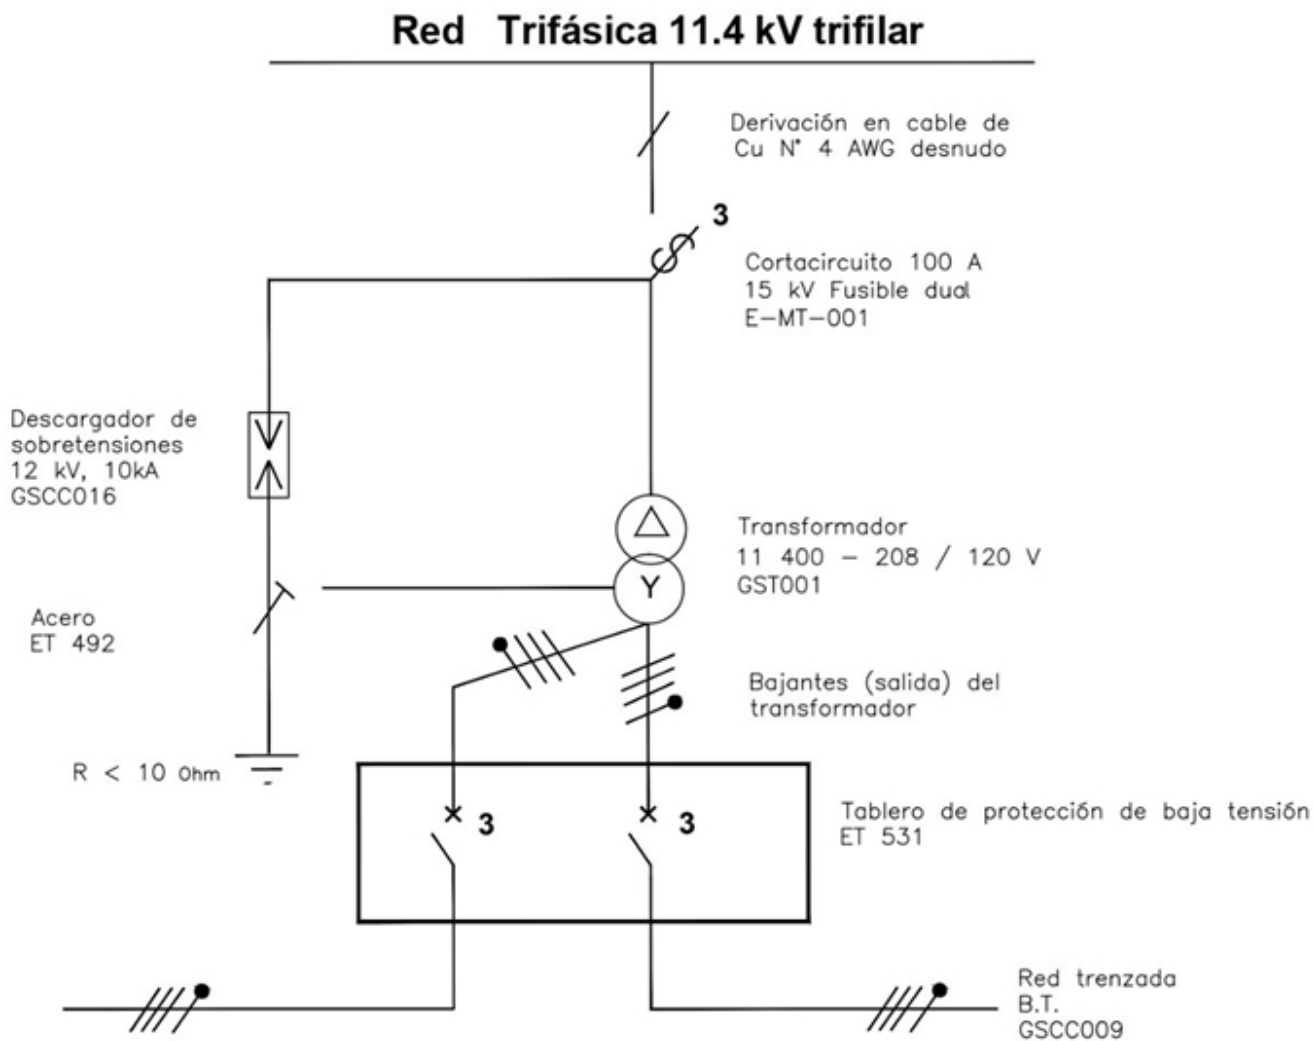 Red Trifásica 11.4 kV trifilar
Derivación en cable de
Cu N° 4 AWG desnudo
3
Cortacircuito 100 A
15 kV Fusible dual
E-MT-001
Descargador de
sobretensiones
12 kV, 10kA
GSCC016
Transformador
11 400 - 208 / 120 V
GST001
Y
Acero
ET 492
Bajantes (salida) del
transformador
R < 10 Ohm
3
3
Tablero de protección de baja tensión
ET 531
Red trenzada
B.T.
GSCC009